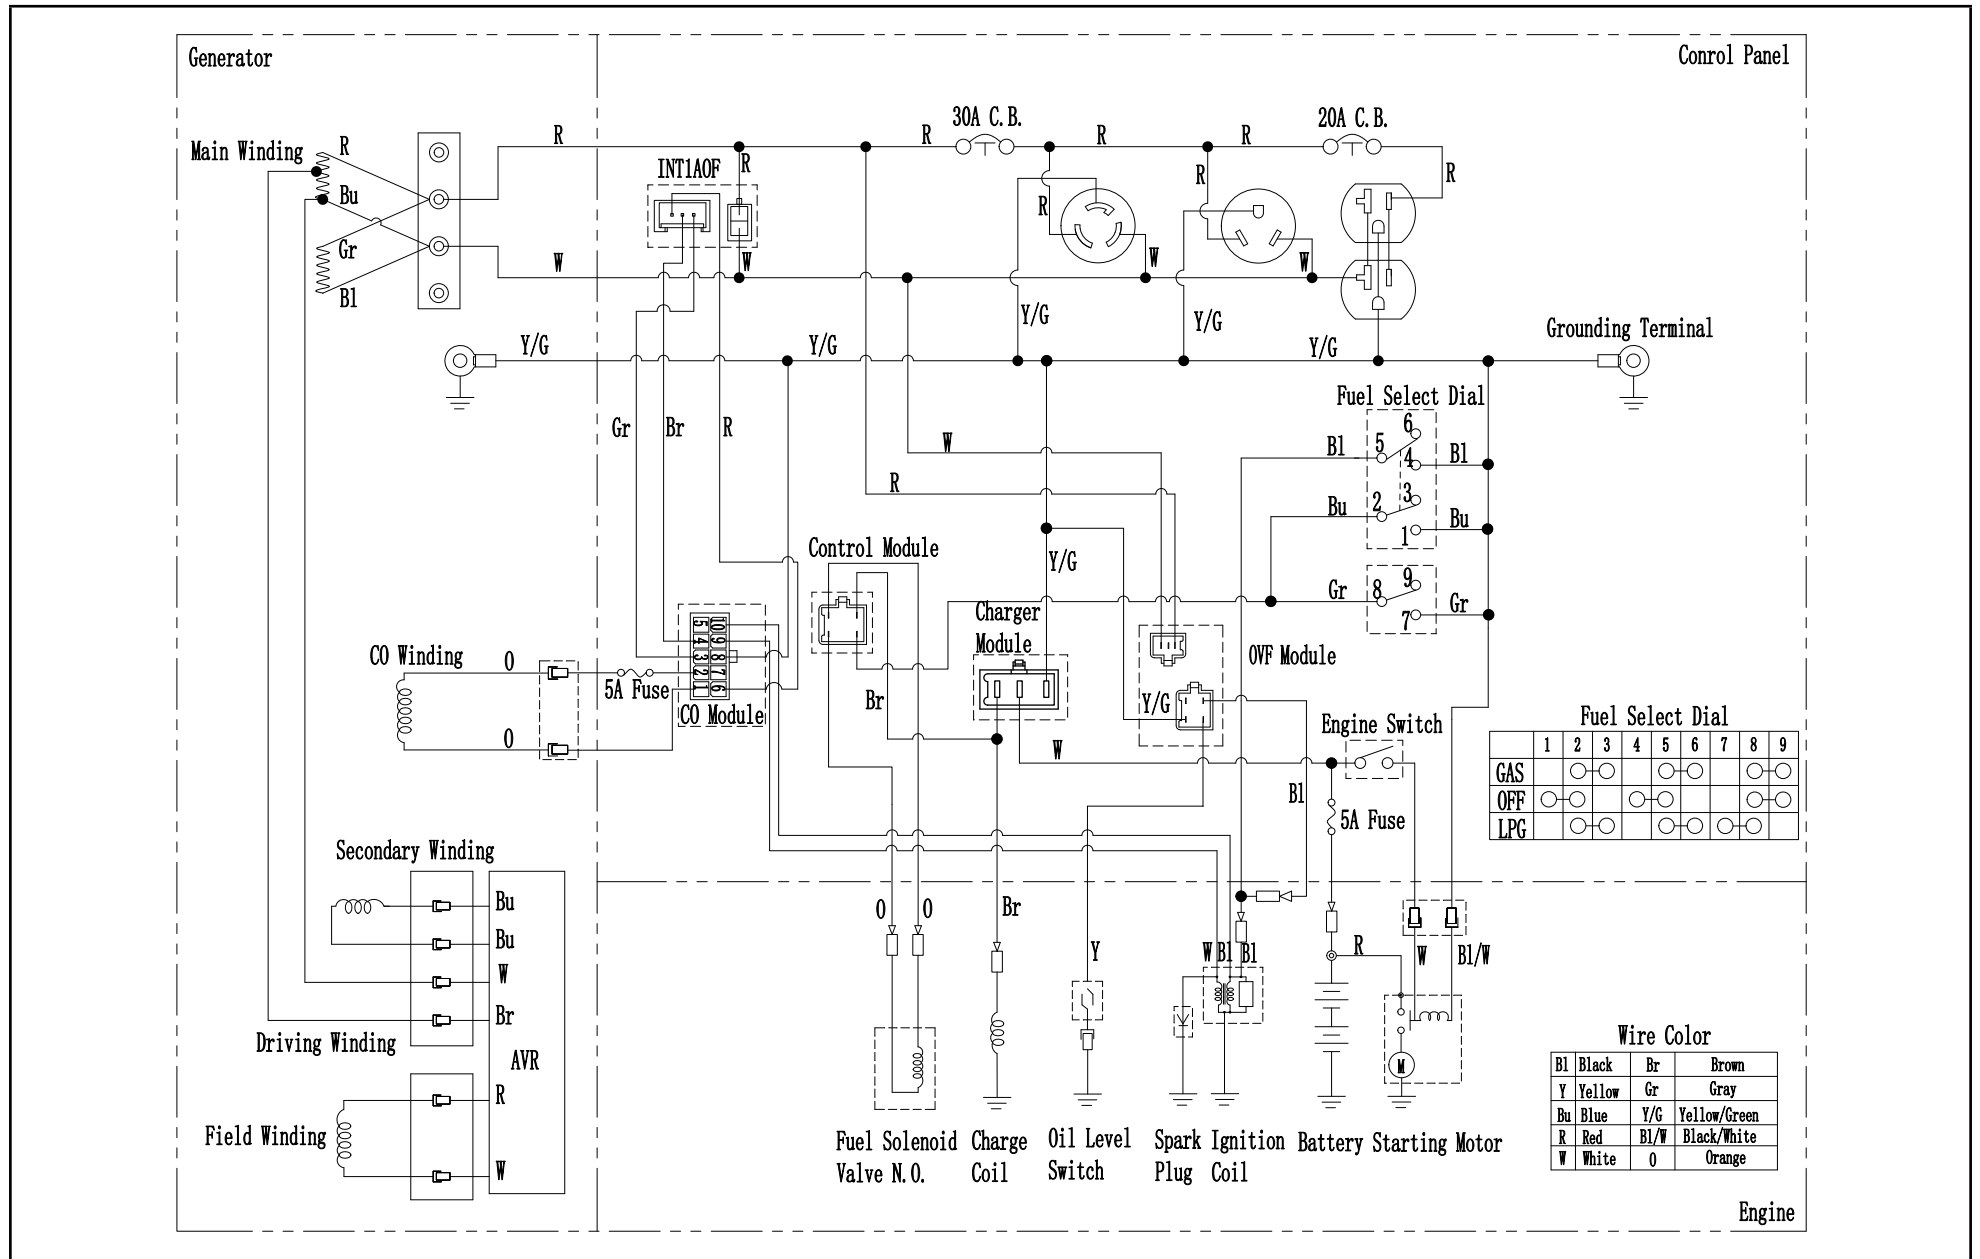 Generator
Conrol Panel
30A C.B.
20A C.B.
R
R
R
R
R
Main Winding
R
INT1AOF
R
R
R
R
Bu
Gr
W
W
W
W
Bl
Y/G
Y/G
Y/G
Y/G
Y/G
Grounding Terminal
Fuel Select Dial
Gr
Br
R
W
Bl
5
6
4
Bl
R
Bu
2
3
1
Bu
Control Module
Y/G
Gr
8
9
7
Gr
Charger
Module
5 10
4 9
3 8
2 7
1 6
CO Winding
O
5A Fuse
CO Module
OVF Module
Br
Y/G
O
W
Engine Switch
Bl
5A Fuse
Fuel Select Dial
1 2 3 4 5 6 7 8 9
GAS
OFF
LPG
Secondary Winding
Bu
Bu
W
Br
Driving Winding
AVR
R
Field Winding
W
O
O
Br
Y
W
Bl
Bl
R
W
Bl/W
M
Fuel Solenoid
Valve N.O.
Charge
Coil
Oil Level
Switch
Spark
Plug
Ignition
Coil
Battery
Starting Motor
Wire Color
Bl Black Br Brown
Y Yellow Gr Gray
Bu Blue Y/G Yellow/Green
R Red Bl/W Black/White
W White O Orange
Engine